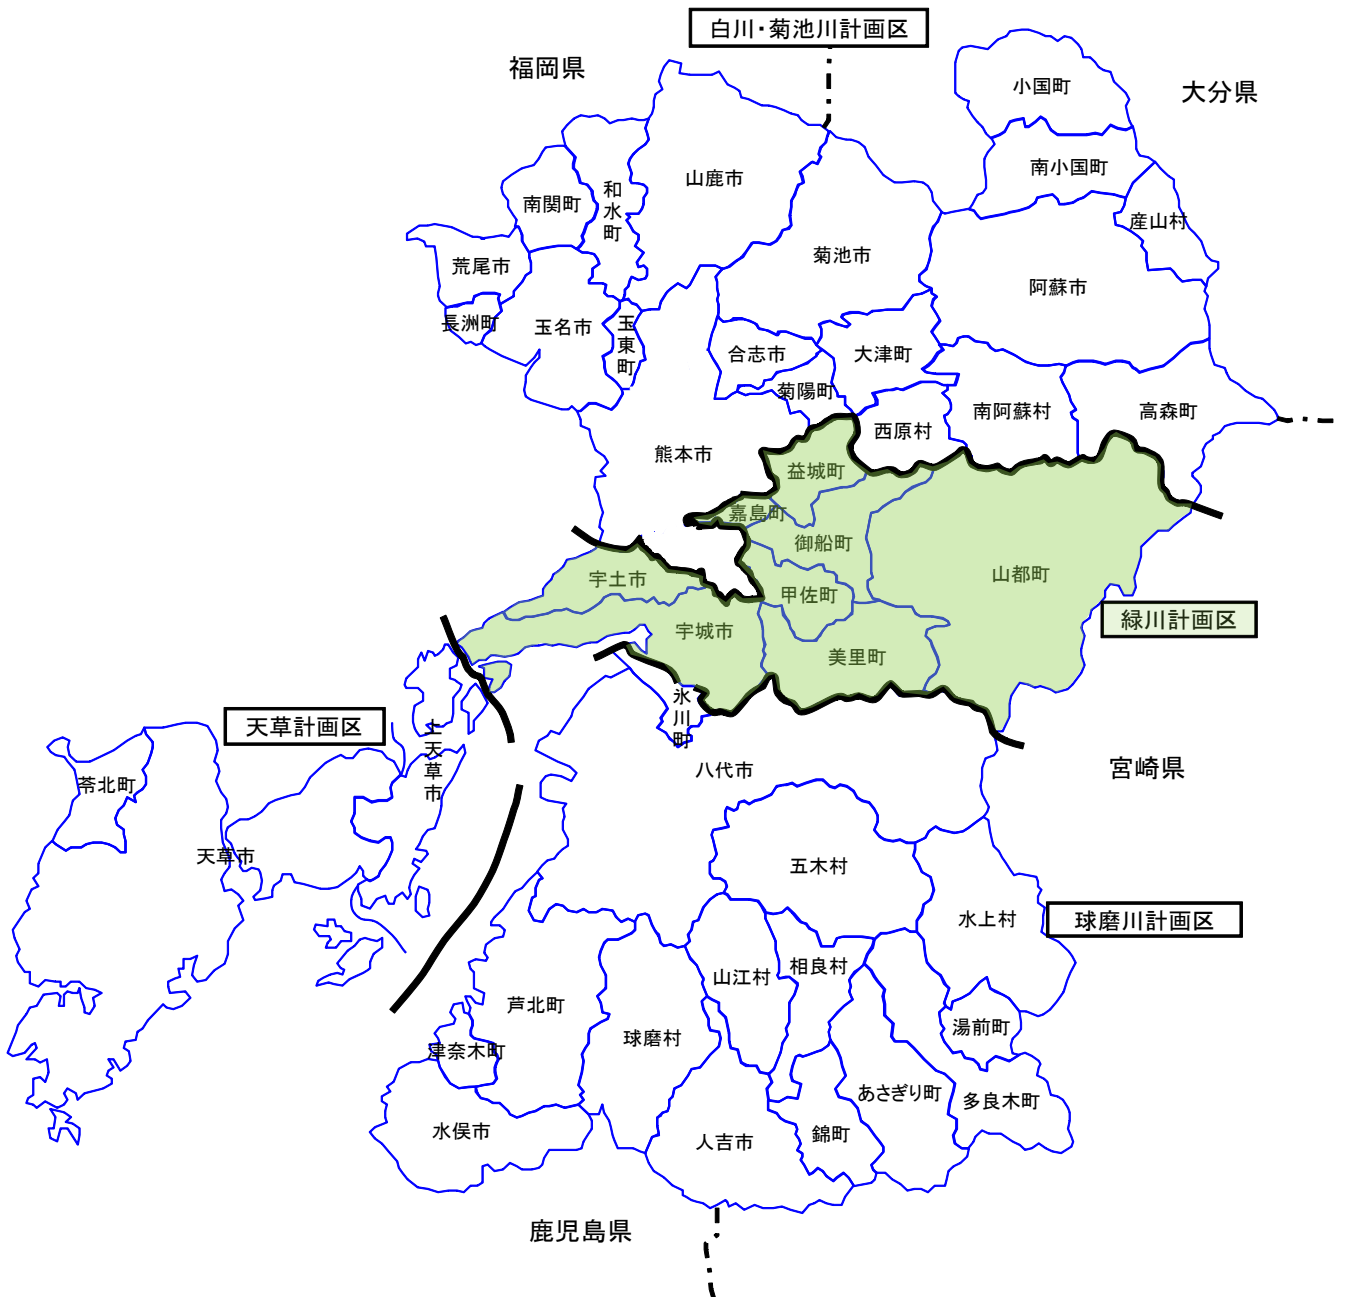 白川・菊池川計画区
福岡県
大分県
小国町
南小国町
山鹿市
和水町
南関町
産山村
菊池市
荒尾市
阿蘇市
長洲町
玉名市
玉東町
合志市
大津町
菊陽町
南阿蘇村
高森町
西原村
熊本市
益城町
嘉島町
御船町
宇土市
甲佐町
山都町
緑川計画区
宇城市
美里町
氷川町
天草計画区
上天草市
八代市
宮崎県
苓北町
天草市
五木村
水上村
球磨川計画区
山江村
相良村
芦北町
湯前町
球磨村
津奈木町
あさぎり町
多良木町
水俣市
人吉市
錦町
鹿児島県